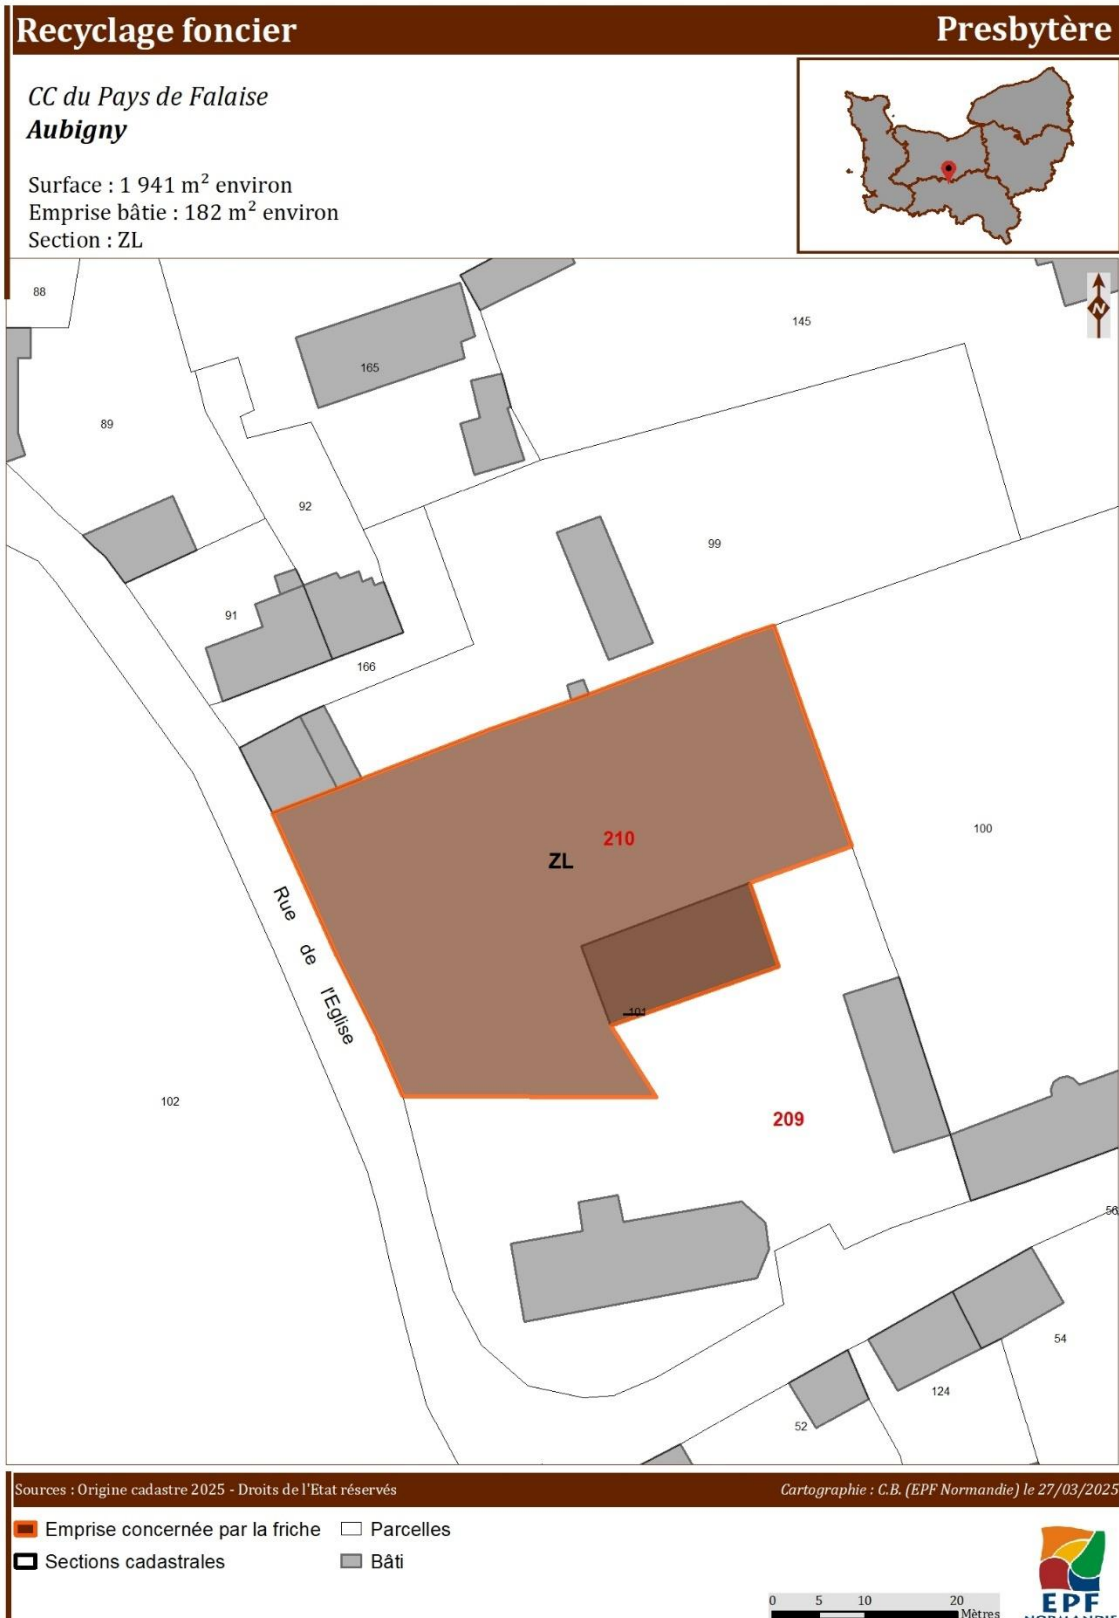 Recyclage foncier
Presbytère
CC du Pays de Falaise
Aubigny
Surface : 1 941 m² environ
Emprise bâtie : 182 m² environ
Section : ZL
88
N
145
165
89
92
99
91
166
210
ZL
100
Rue de l'Eglise
101
102
209
56
54
124
52
Sources : Origine cadastre 2025 - Droits de l'Etat réservés
Cartographie : C.B. (EPF Normandie) le 27/03/2025
Emprise concernée par la friche
Parcelles
Sections cadastrales
Bâti
0 5 10 20
Mètres
EPF
NORMANDIE